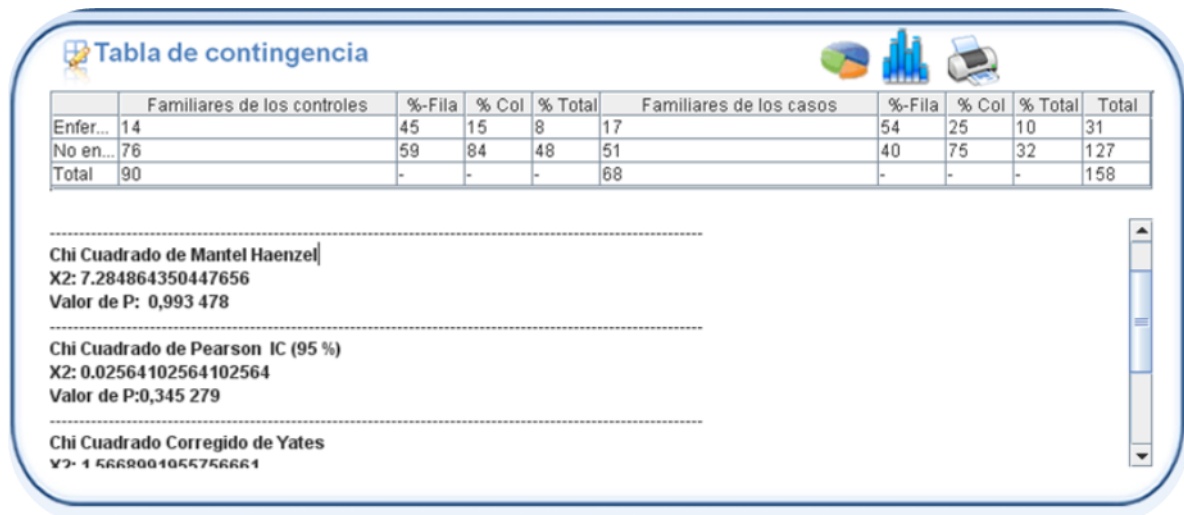 Tabla de contingencia
Familiares de los controles %-Fila % Col % Total Familiares de los casos %-Fila % Col % Total Total
Enfer... 14 45 15 8 17 54 25 10 31
No en... 76 59 84 48 51 40 75 32 127
Total 90 - - - 68 - - - 158
Chi Cuadrado de Mantel Haenzel
X2: 7.284864350447656
Valor de P: 0,993 478
Chi Cuadrado de Pearson IC (95 %)
X2: 0.02564102564102564
Valor de P:0,345 279
Chi Cuadrado Corregido de Yates
X2: 1.5668991955756661